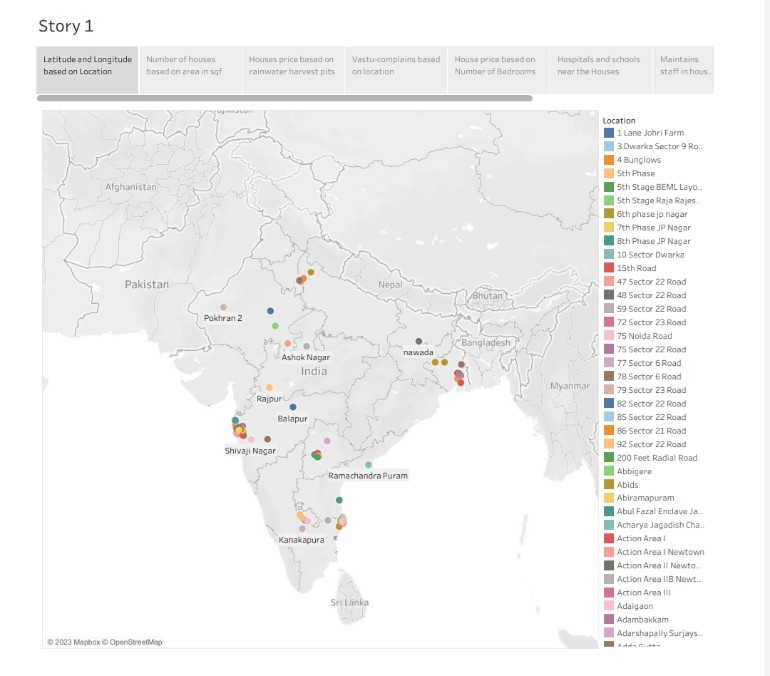 Story 1
Latitude and Longitude
based on Location
Number of houses
based on area in sqf
Houses price based on
rainwater harvest pits
Vastu-complains based
on location
House price based on
Number of Bedrooms
Hospitals and schools
near the Houses
Maintains
staff in hous..
Afghanistan
Pakistan
Nepal
Bhutan
Bangladesh
Myanmar
India
Sri Lanka
Pokhran 2
Ashok Nagar
nawada
Rajpur
Balapur
Shivaji Nagar
Ramachandra Puram
Kanakapura
© 2023 Mapbox © OpenStreetMap
Location
1 Lane Johri Farm
3 Dwarka Sector 9 Ro..
4 Bunglows
5th Phase
5th Stage BEML Layo..
5th Stage Raja Rajes..
6th phase jp nagar
7th Phase JP Nagar
8th Phase JP Nagar
10 Sector Dwarka
15th Road
47 Sector 22 Road
48 Sector 22 Road
59 Sector 22 Road
72 Sector 23 Road
75 Noida Road
75 Sector 22 Road
77 Sector 6 Road
78 Sector 6 Road
79 Sector 23 Road
82 Sector 22 Road
85 Sector 22 Road
86 Sector 21 Road
92 Sector 22 Road
200 Feet Radial Road
Abbigere
Abids
Abiramapuram
Abul Fazal Enclave Ja..
Acharya Jagadish Cha..
Action Area I
Action Area I Newtown
Action Area II Newto..
Action Area IIB Newt..
Action Area III
Adaigaon
Adambakkam
Adarshapally Surjays..
Adda Gutta